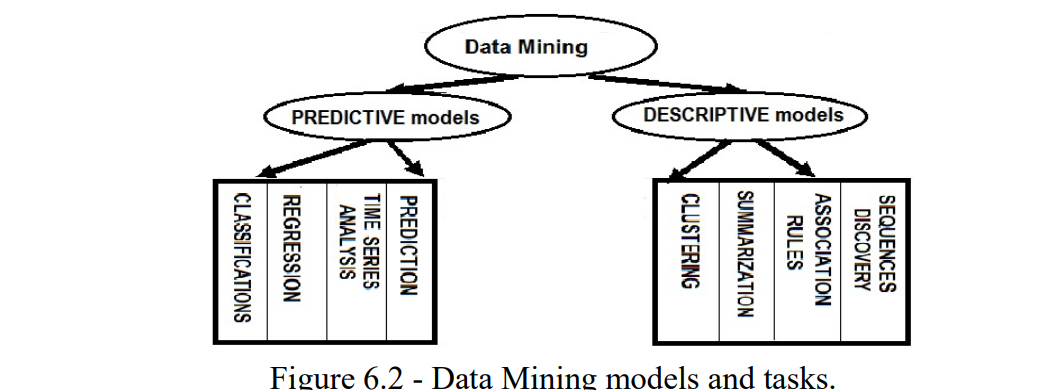 Data Mining
PREDICTIVE models
DESCRIPTIVE models
CLASSIFICATIONS
REGRESSION
TIME SERIES
ANALYSIS
PREDICTION
CLUSTERING
SUMMARIZATION
ASSOCIATION
RULES
SEQUENCES
DISCOVERY
Figure 6.2 - Data Mining models and tasks.